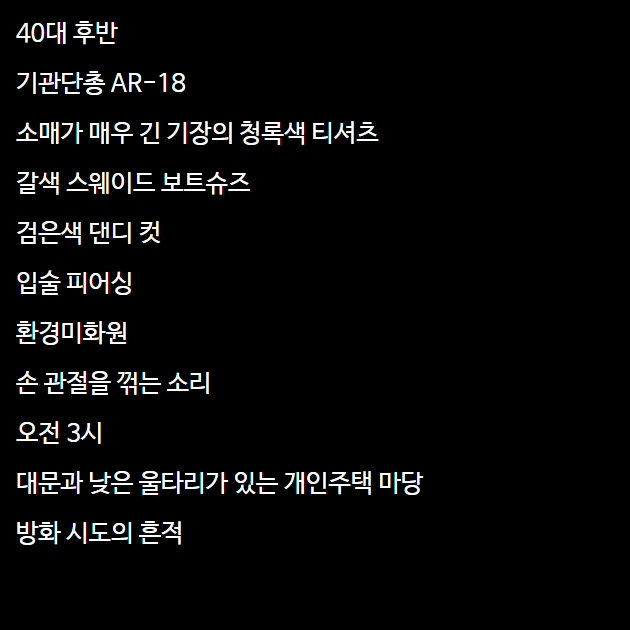 40대 후반
기관단총 AR-18
소매가 매우 긴 기장의 청록색 티셔츠
갈색 스웨이드 보트슈즈
검은색 댄디 컷
입술 피어싱
환경미화원
손 관절을 꺾는 소리
오전 3시
대문과 낮은 울타리가 있는 개인주택 마당
방화 시도의 흔적